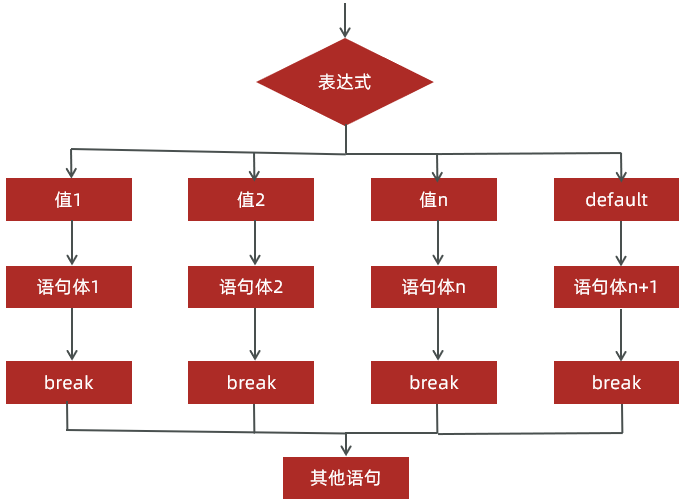 表达式
值1
值2
值n
default
语句体1
语句体2
语句体n
语句体n+1
break
break
break
break
其他语句